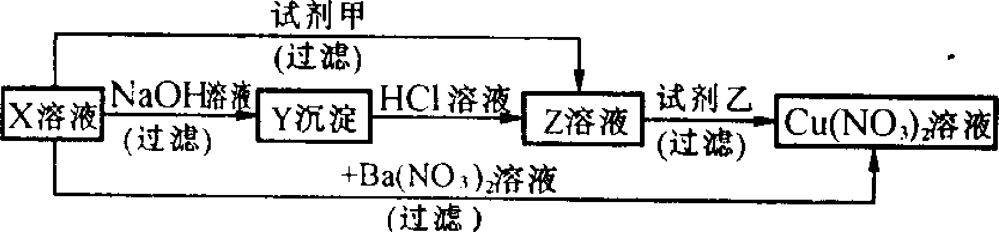 试剂甲
(过滤)
X溶液
NaOH溶液
(过滤)
Y沉淀
HCl溶液
Z溶液
试剂乙
(过滤)
Cu(NO₃)₂溶液
+Ba(NO₃)₂溶液
(过滤)